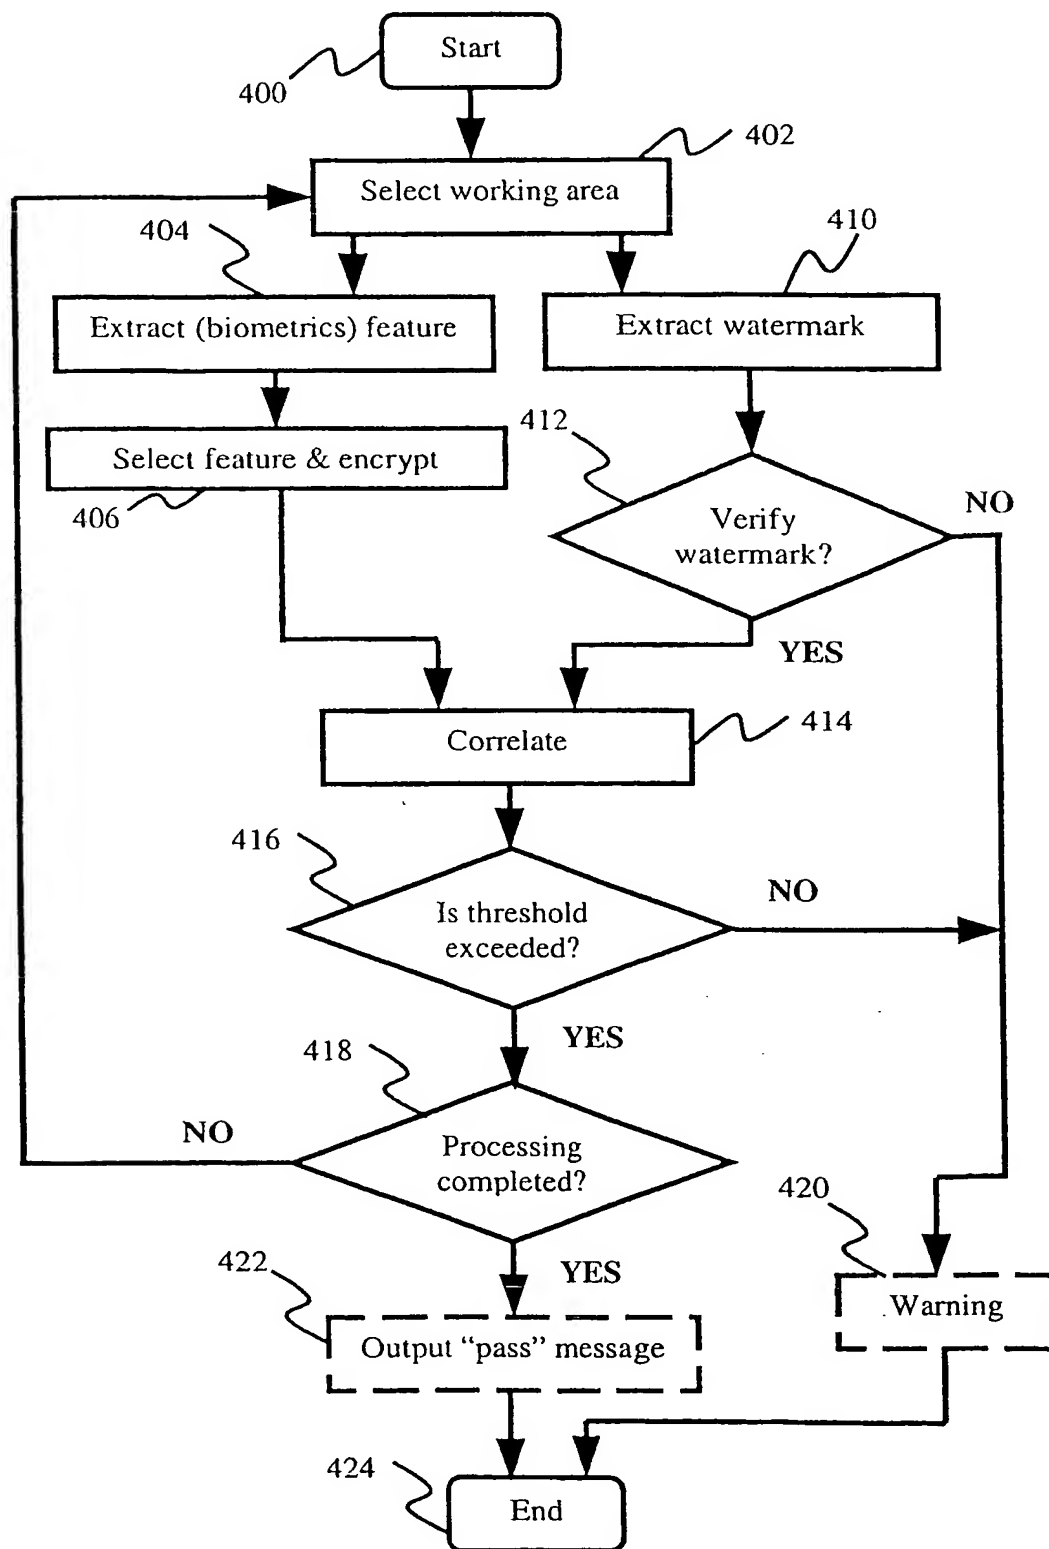 Start
400
402
Select working area
404
410
Extract (biometrics) feature
Extract watermark
412
Select feature & encrypt
406
NO
Verify
watermark?
YES
Correlate
414
416
NO
Is threshold
exceeded?
YES
418
NO
Processing
completed?
420
422
YES
Warning
Output “pass” message
424
End